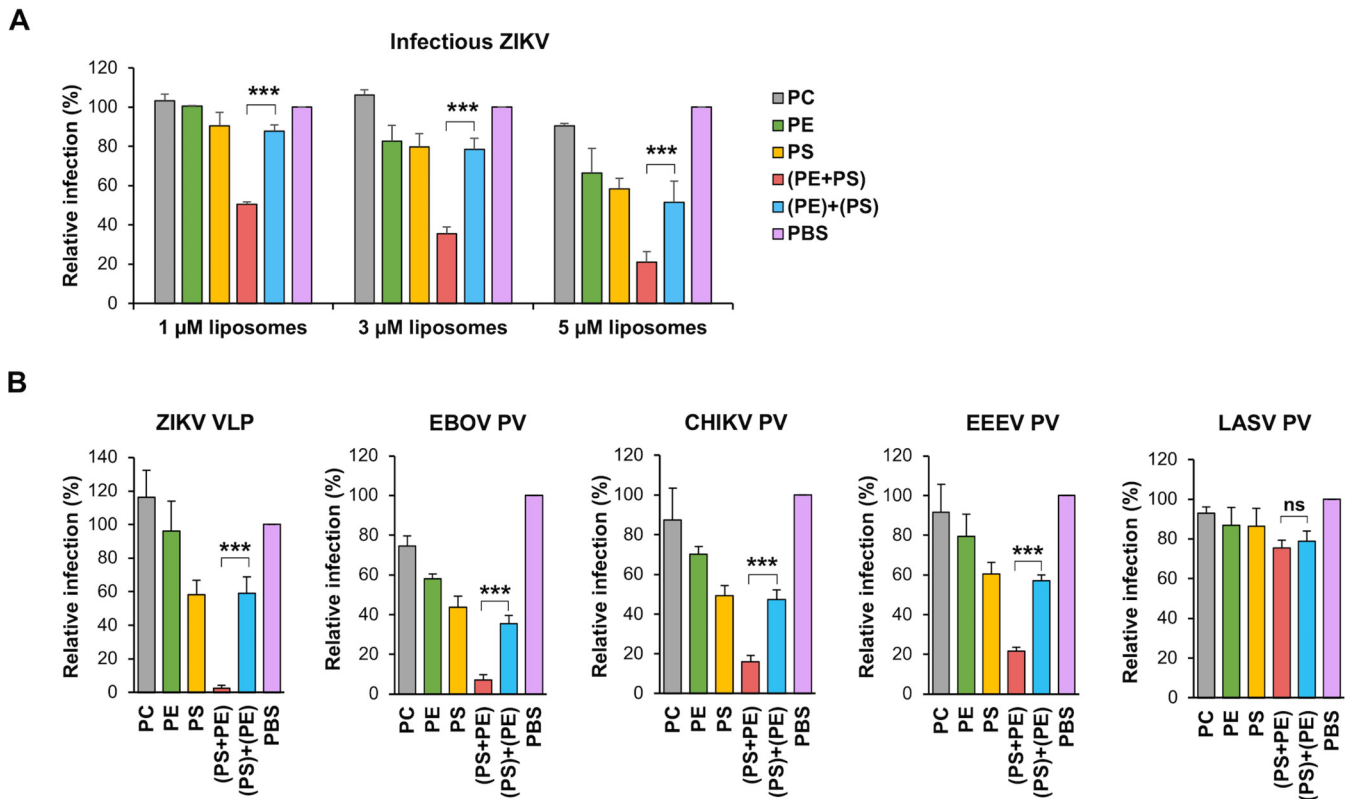 A
Infectious ZIKV
Relative infection (%)
120
100
80
60
40
20
0
***
***
***
1 µM liposomes
3 µM liposomes
5 µM liposomes
PC
PE
PS
(PE+PS)
(PE)+(PS)
PBS
B
ZIKV VLP
Relative infection (%)
140
120
100
80
60
40
20
0
***
PC
PE
PS
(PS+PE)
(PS)+(PE)
PBS
EBOV PV
Relative infection (%)
120
100
80
60
40
20
0
***
PC
PE
PS
(PS+PE)
(PS)+(PE)
PBS
CHIKV PV
Relative infection (%)
120
100
80
60
40
20
0
***
PC
PE
PS
(PS+PE)
(PS)+(PE)
PBS
EEEV PV
Relative infection (%)
120
100
80
60
40
20
0
***
PC
PE
PS
(PS+PE)
(PS)+(PE)
PBS
LASV PV
Relative infection (%)
120
100
80
60
40
20
0
ns
PC
PE
PS
(PS+PE)
(PS)+(PE)
PBS